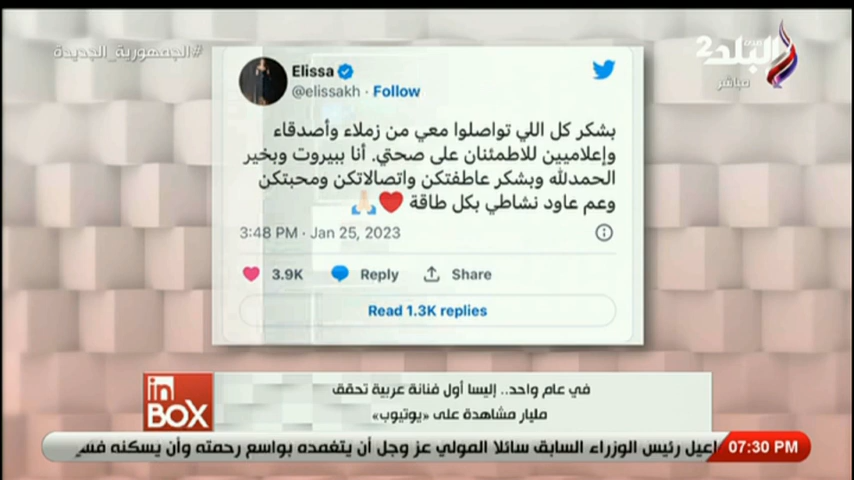 #الجمهورية_الجديدة
صدى البلد 2
مباشر
Elissa
@elissakh · Follow
بشكر كل اللي تواصلوا معي من زملاء وأصدقاء
وإعلاميين للاطمئنان على صحتي. أنا ببيروت وبخير
الحمدلله وبشكر عاطفتكن واتصالاتكن ومحبتكن
وعم عاود نشاطي بكل طاقة ❤️🙏🏻
3:48 PM · Jan 25, 2023
3.9K Reply Share
Read 1.3K replies
in BOX
في عام واحد.. إليسا أول فنانة عربية تحقق
مليار مشاهدة على «يوتيوب»
07:30 PM
اعيل رئيس الوزراء السابق سائلا المولي عز وجل أن يتغمده بواسع رحمته وأن يسكنه فسي